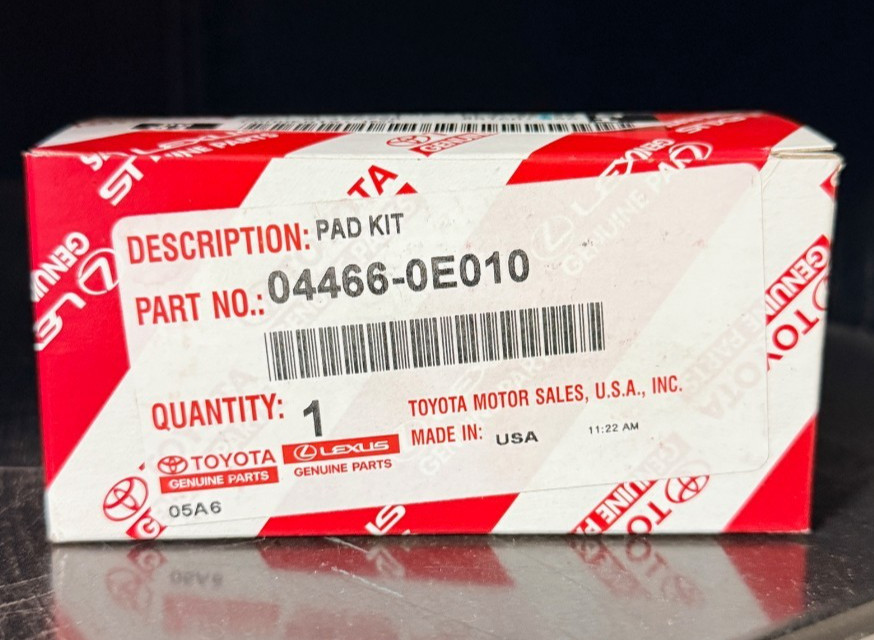 DESCRIPTION: PAD KIT
PART NO.: 04466-0E010
QUANTITY: 1
TOYOTA MOTOR SALES, U.S.A., INC.
MADE IN: USA
11:22 AM
TOYOTA
GENUINE PARTS
LEXUS
GENUINE PARTS
05A6